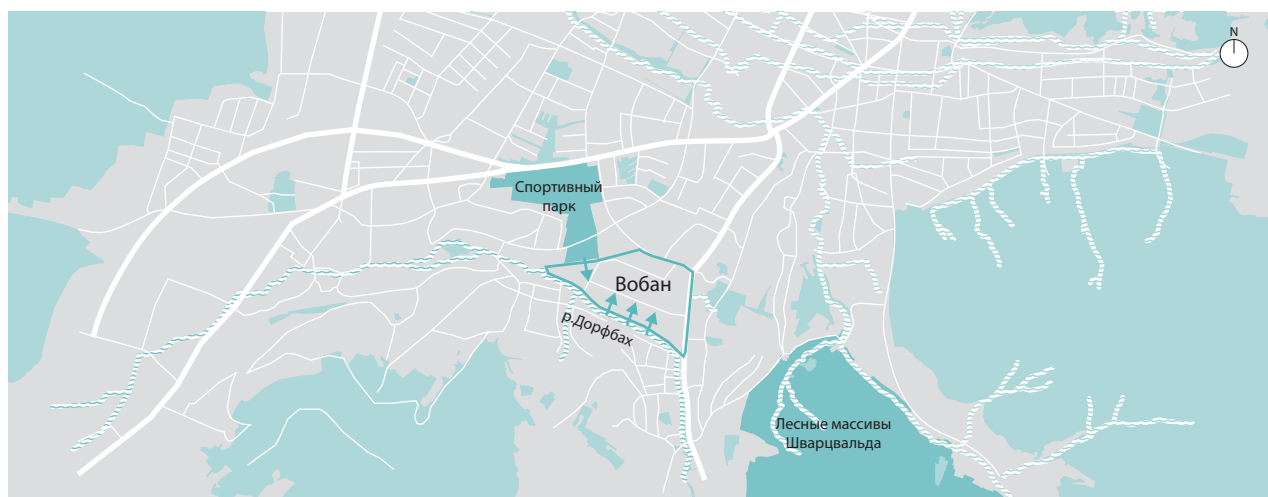 N
Спортивный
парк
Вобан
р.Дорфбах
Лесные массивы
Шварцвальда